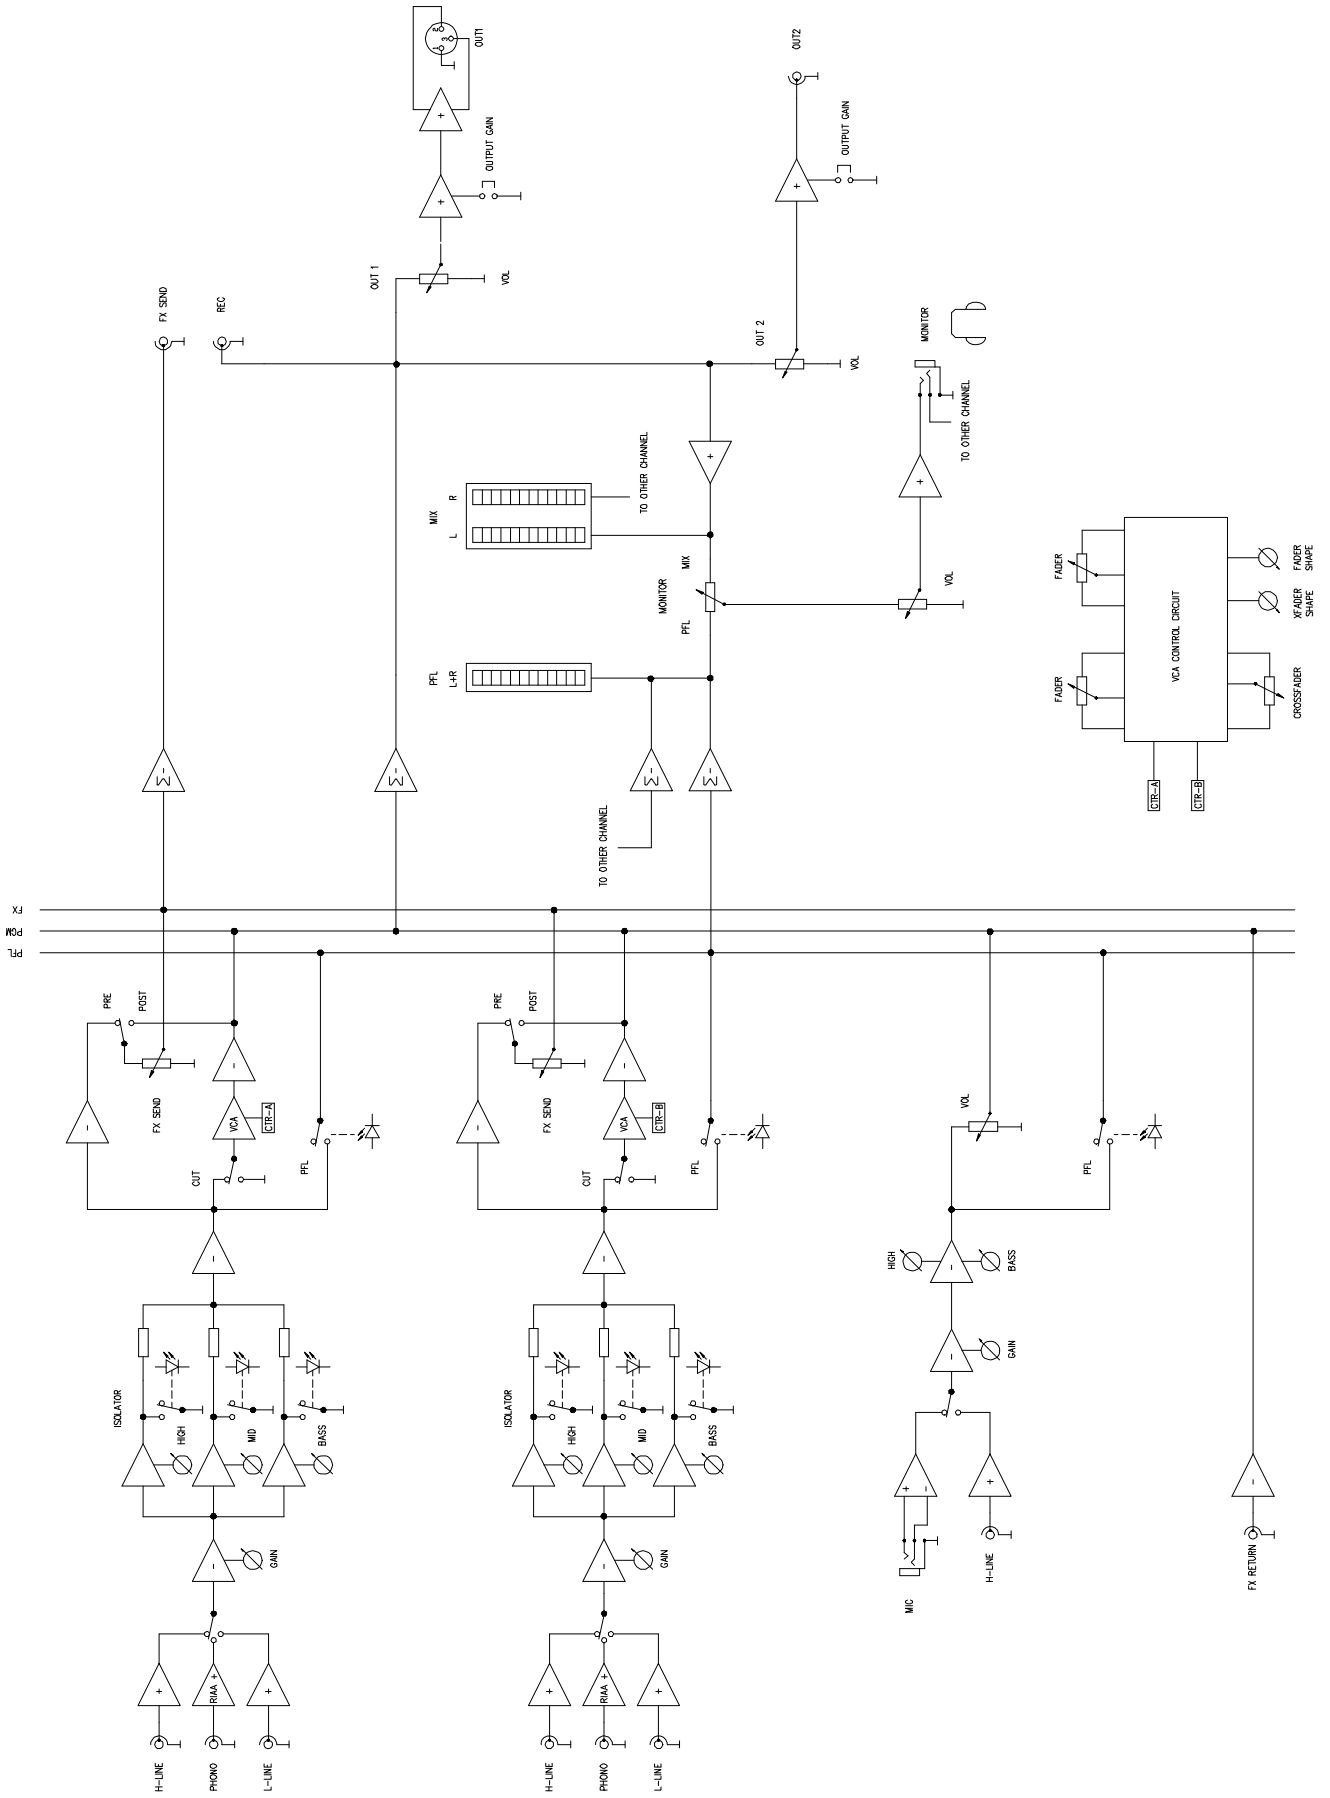 H-LINE
PHONO
L-LINE
+
RIAA +
+
-
GAIN
ISOLATOR
HIGH
MID
BASS
-
CUT
VCA
CTR-A
-
-
PRE
POST
FX SEND
PFL
H-LINE
PHONO
L-LINE
+
RIAA +
+
-
GAIN
ISOLATOR
HIGH
MID
BASS
-
CUT
VCA
CTR-B
-
-
PRE
POST
FX SEND
PFL
MIC
H-LINE
+
-
+
-
GAIN
-
HIGH
BASS
VOL
PFL
FX RETURN
-
FX
PGM
PFL
Σ -
Σ -
Σ -
Σ -
TO OTHER CHANNEL
PFL
L+R
MIX
L
R
TO OTHER CHANNEL
MONITOR
PFL
MIX
+
VOL
+
TO OTHER CHANNEL
MONITOR
FX SEND
REC
OUT 1
VOL
+
OUTPUT GAIN
+
1
2
3
OUT1
OUT 2
VOL
+
OUTPUT GAIN
OUT2
CTR-A
CTR-B
VCA CONTROL CIRCUIT
FADER
FADER
CROSSFADER
XFADER
SHAPE
FADER
SHAPE